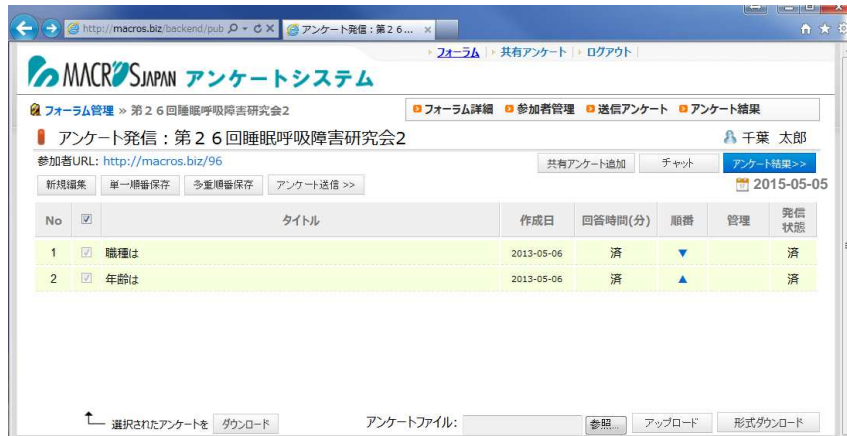 http://macros.biz/backend/pub アンケート発信：第２６...
フォーラム 共有アンケート ログアウト
MACROSJAPAN アンケートシステム
フォーラム管理 » 第２６回睡眠呼吸障害研究会2 フォーラム詳細 参加者管理 送信アンケート アンケート結果
アンケート発信：第２６回睡眠呼吸障害研究会2 千葉 太郎
参加者URL: http://macros.biz/96 共有アンケート追加 チャット アンケート結果>>
新規編集 単一順番保存 多重順番保存 アンケート送信 >> 2015-05-05
No タイトル 作成日 回答時間(分) 順番 管理 発信状態
1 職種は 2013-05-06 済 ▼ 済
2 年齢は 2013-05-06 済 ▲ 済
選択されたアンケートを ダウンロード アンケートファイル: 参照... アップロード 形式ダウンロード